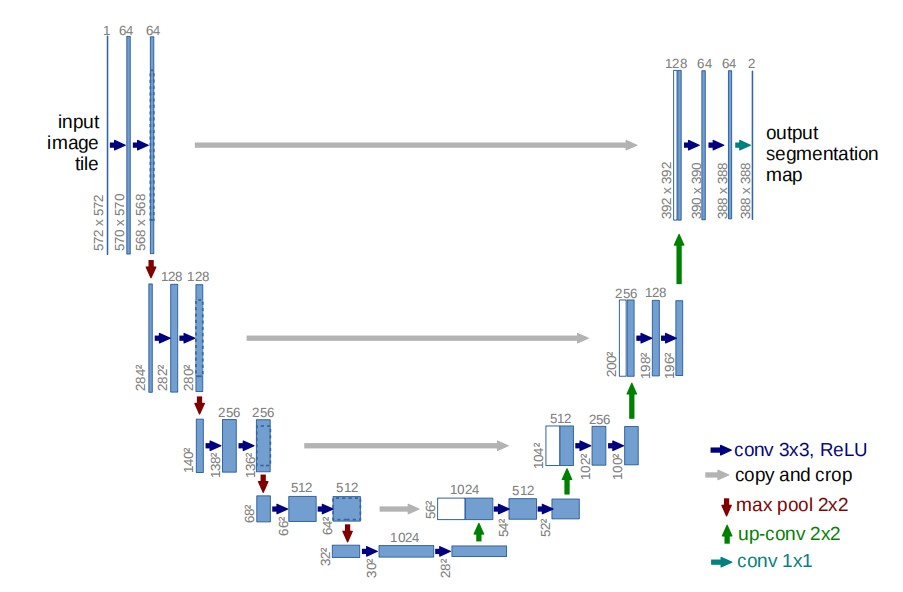 1 64 64
input
image
tile
572 x 572
570 x 570
568 x 568
128 64 64 2
output
segmentation
map
392 x 392
390 x 390
388 x 388
388 x 388
128 128
284²
282²
280²
256 128
200²
198²
196²
256 256
140²
138²
136²
512 256
104²
102²
100²
512 512
68²
66²
64²
1024 512
56²
54²
52²
1024
32²
30²
28²
conv 3x3, ReLU
copy and crop
max pool 2x2
up-conv 2x2
conv 1x1